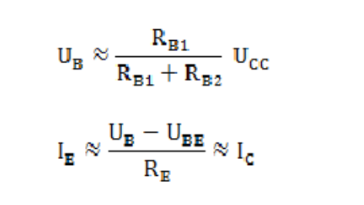 U_B ≈ R_B1 / (R_B1 + R_B2) U_CC
I_E ≈ (U_B − U_BE) / R_E ≈ I_C